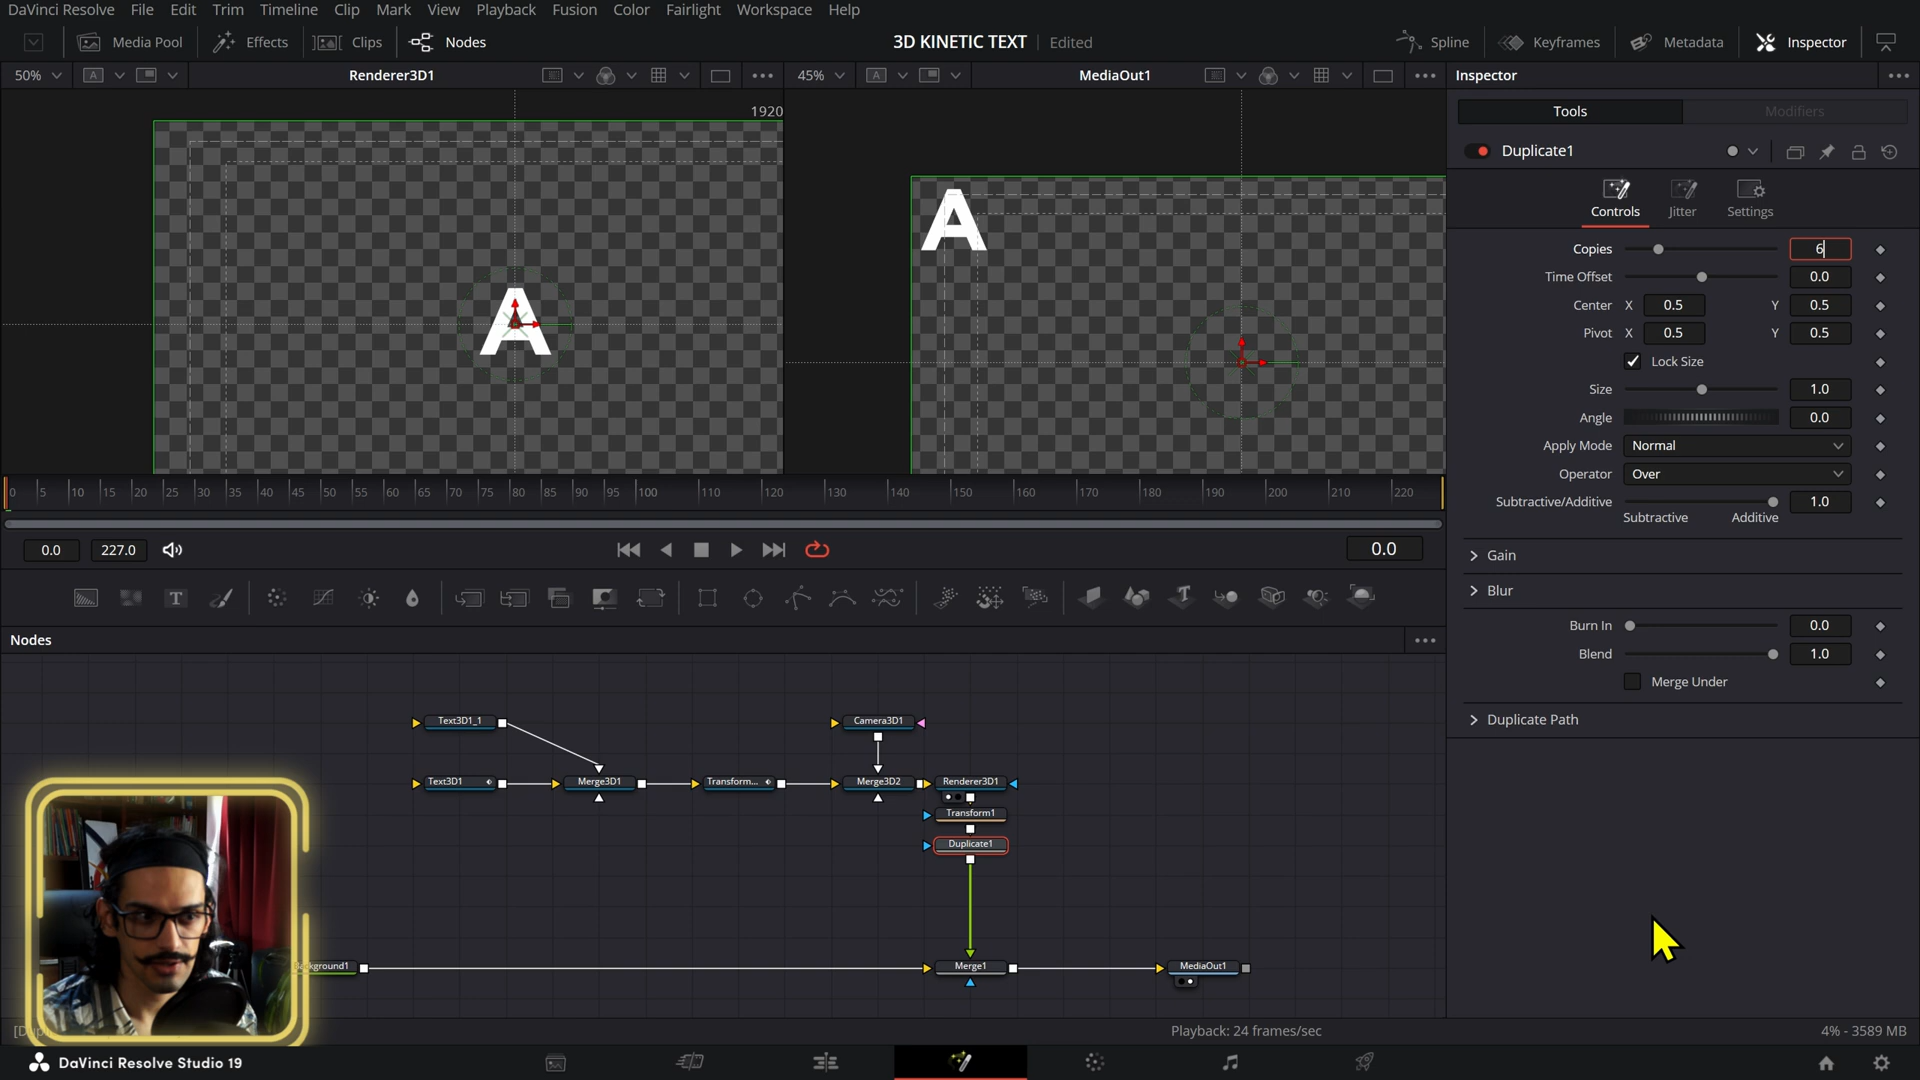 DaVinci Resolve File Edit Trim Timeline Clip Mark View Playback Fusion Color Fairlight Workspace Help
Media Pool Effects Clips Nodes 3D KINETIC TEXT Edited Spline Keyframes Metadata Inspector
50% A Renderer3D1 45% A MediaOut1 Inspector
1920
Tools Modifiers
Duplicate1
Controls Jitter Settings
A
A
Copies 6
Time Offset 0.0
Center X 0.5 Y 0.5
Pivot X 0.5 Y 0.5
Lock Size
Size 1.0
Angle 0.0
Apply Mode Normal
Operator Over
Subtractive/Additive 1.0
Subtractive Additive
Gain
Blur
Burn In 0.0
Blend 1.0
Merge Under
Duplicate Path
0 5 10 15 20 25 30 35 40 45 50 55 60 65 70 75 80 85 90 95 100 110 120 130 140 150 160 170 180 190 200 210 220
0.0 227.0 0.0
T T
Nodes
Text3D1_1 Camera3D1
Text3D1 Merge3D1 Transform... Merge3D2 Renderer3D1
Transform1
Duplicate1
ckground1 Merge1 MediaOut1
Playback: 24 frames/sec 4% - 3589 MB
DaVinci Resolve Studio 19